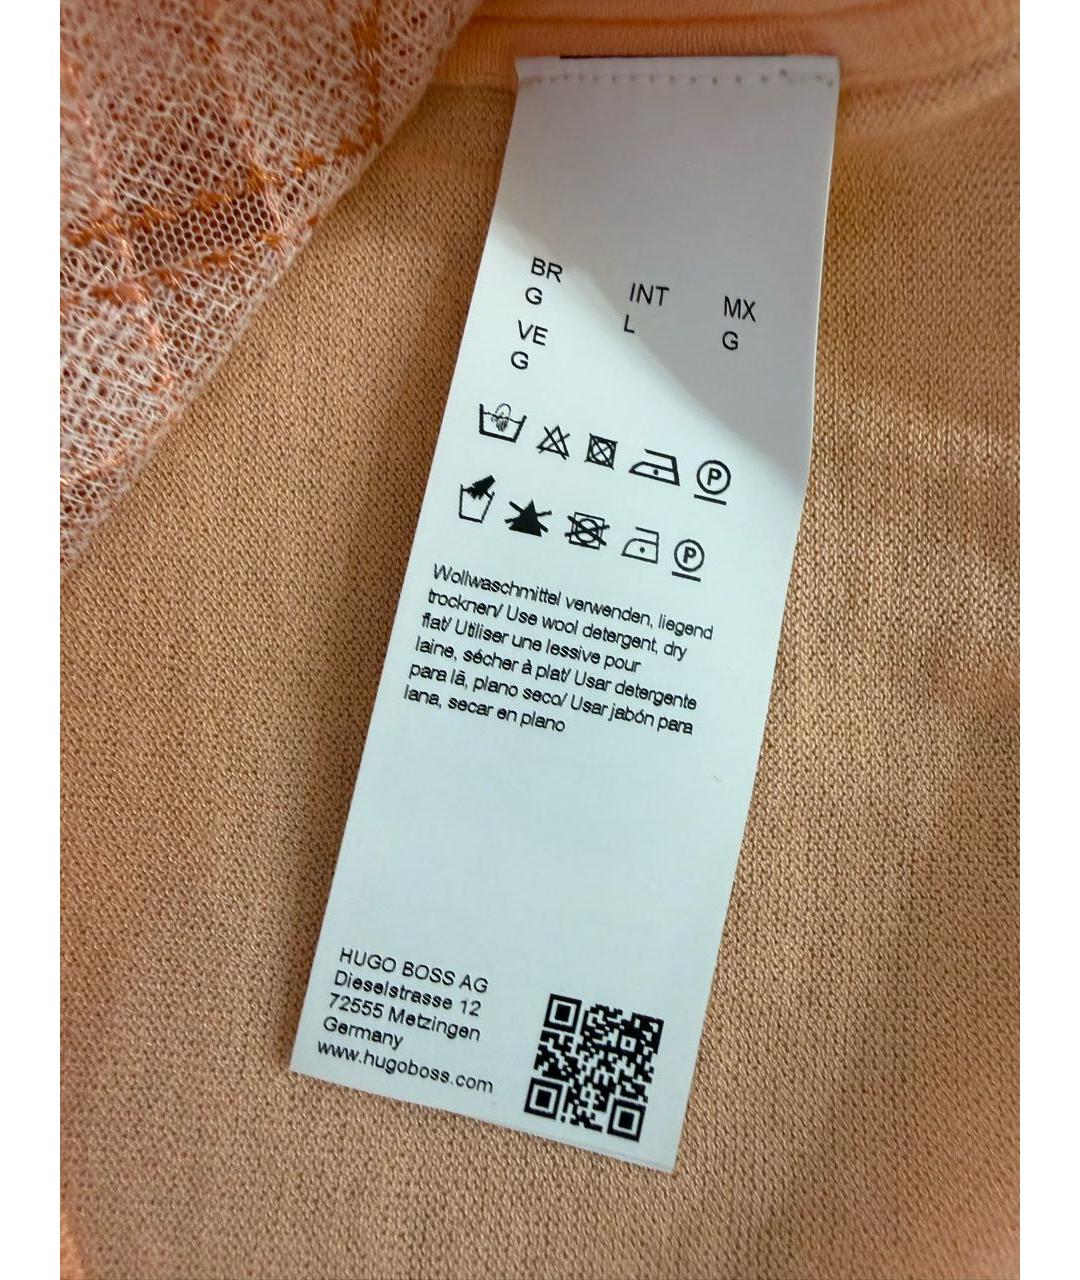 BR INT MX
G L G
VE
G
P
P
Wollwaschmittel verwenden, liegend
trocknen/ Use wool detergent, dry
flat/ Utiliser une lessive pour
laine, sécher à plat/ Usar detergente
para lã, plano seco/ Usar jabón para
lana, secar en plano
HUGO BOSS AG
Dieselstrasse 12
72555 Metzingen
Germany
www.hugoboss.com